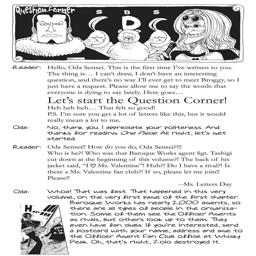 Question Corner
SBS
Reader: Hello, Oda Sensei. This is the first time I've written to you.
The thing is... I can't draw, I don't have an interesting
question, and there's no way I'll ever get to meet Broggy, so I
just have a request. Please allow me to say the words that
everyone is dying to say lately. Here goes...
Let's start the Question Corner!
Heh heh heh... That felt so good!
P.S. I'm sure you get a lot of letters like this, but it would
really mean a lot to me.
Oda: No, thank you. I appreciate your politeness. And
thanks for reading One Piece. All right, let's get
started.
Reader: Oda Sensei!! How do you do, Oda Sensei?!!!
Who is he?! Who was that Baroque Works agent Sgt. Tashigi
cut down at the beginning of this volume?! The back of his
jacket said, "I ♡ Ms. Valentine"! Huh?! Do I have a rival?! Is
there a Ms. Valentine fan club?! If so, please let me join!!
Please!!
--Ms. Letters Day
Oda: Whoa! That was fast. That happened in this very
volume, on the very first page of the first chapter.
Baroque Works has nearly 2,000 agents, so
there are all types of people in the organiza-
tion. Some of them see the Officer Agents
as rivals, but others look up to them. They
even have fan clubs. If you're interested, send
a postcard with your name, address and age to
the Officer Agent Fan Club office at Whisky
Peak. Oh, that's right, Zolo destroyed it.